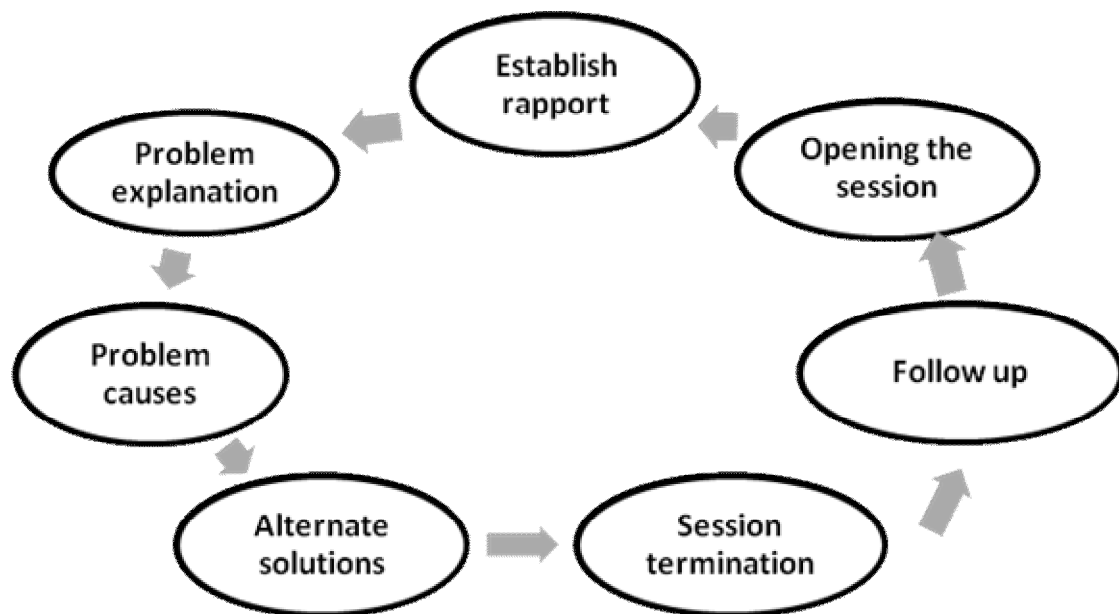 Establish
rapport
Opening the
session
Problem
explanation
Problem
causes
Follow up
Alternate
solutions
Session
termination